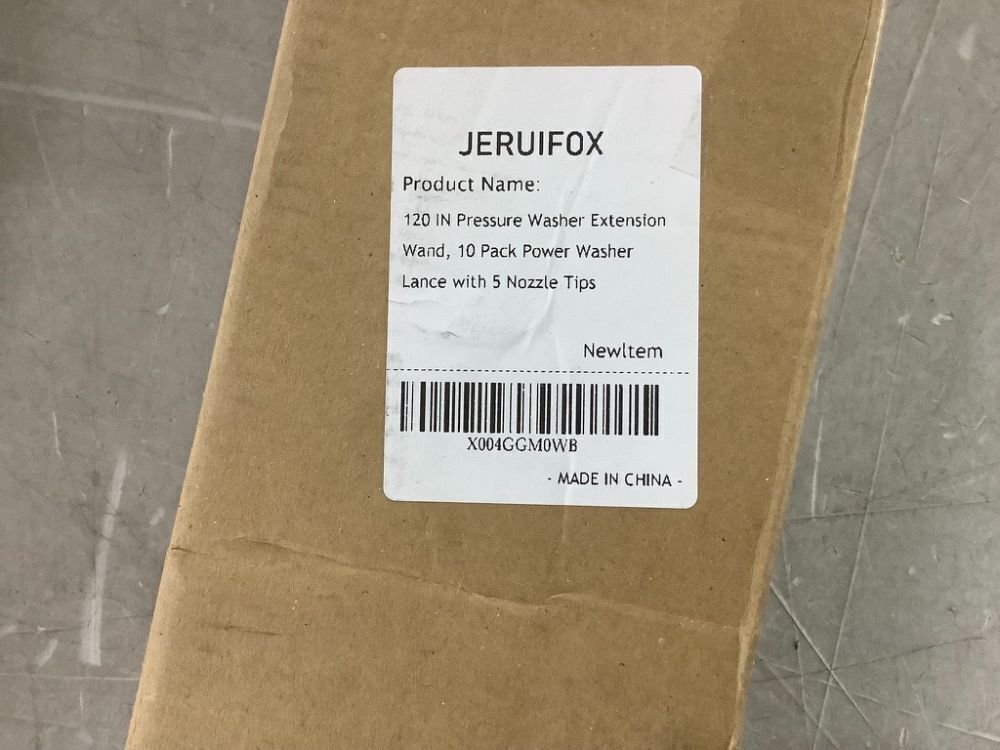 JERUIFOX
Product Name:
120 IN Pressure Washer Extension
Wand, 10 Pack Power Washer
Lance with 5 Nozzle Tips
NewItem
X004GGM0WB
- MADE IN CHINA -